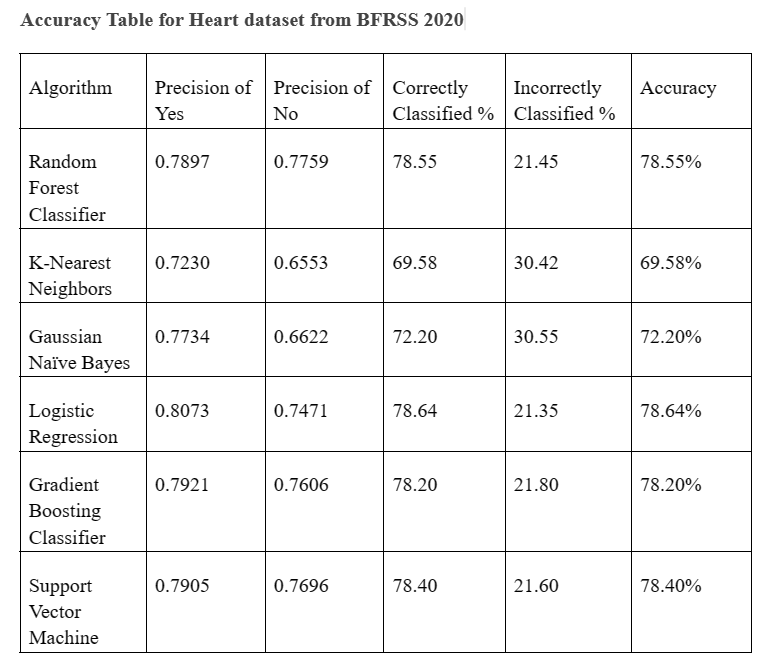 Accuracy Table for Heart dataset from BFRSS 2020
Algorithm Precision of Yes Precision of No Correctly Classified % Incorrectly Classified % Accuracy
Random Forest Classifier 0.7897 0.7759 78.55 21.45 78.55%
K-Nearest Neighbors 0.7230 0.6553 69.58 30.42 69.58%
Gaussian Naïve Bayes 0.7734 0.6622 72.20 30.55 72.20%
Logistic Regression 0.8073 0.7471 78.64 21.35 78.64%
Gradient Boosting Classifier 0.7921 0.7606 78.20 21.80 78.20%
Support Vector Machine 0.7905 0.7696 78.40 21.60 78.40%